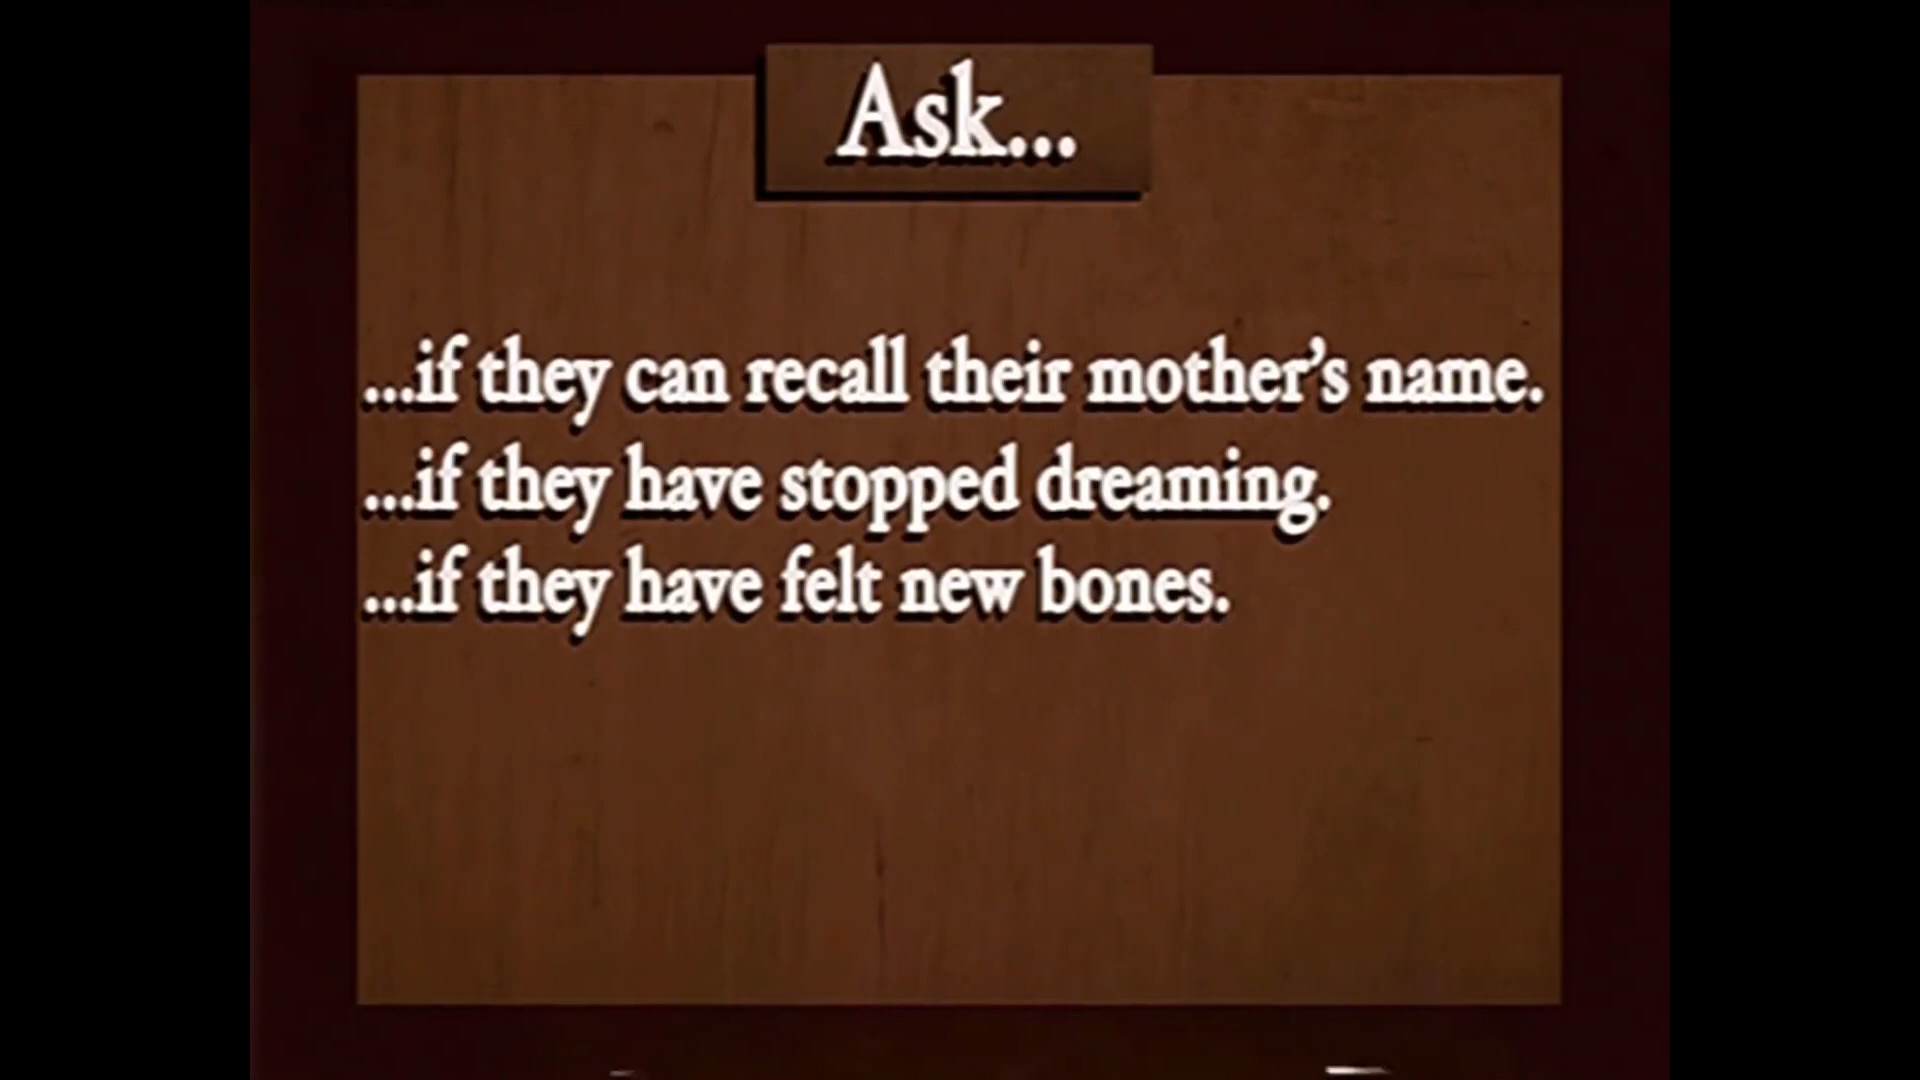 Ask...
...if they can recall their mother’s name.
...if they have stopped dreaming.
...if they have felt new bones.